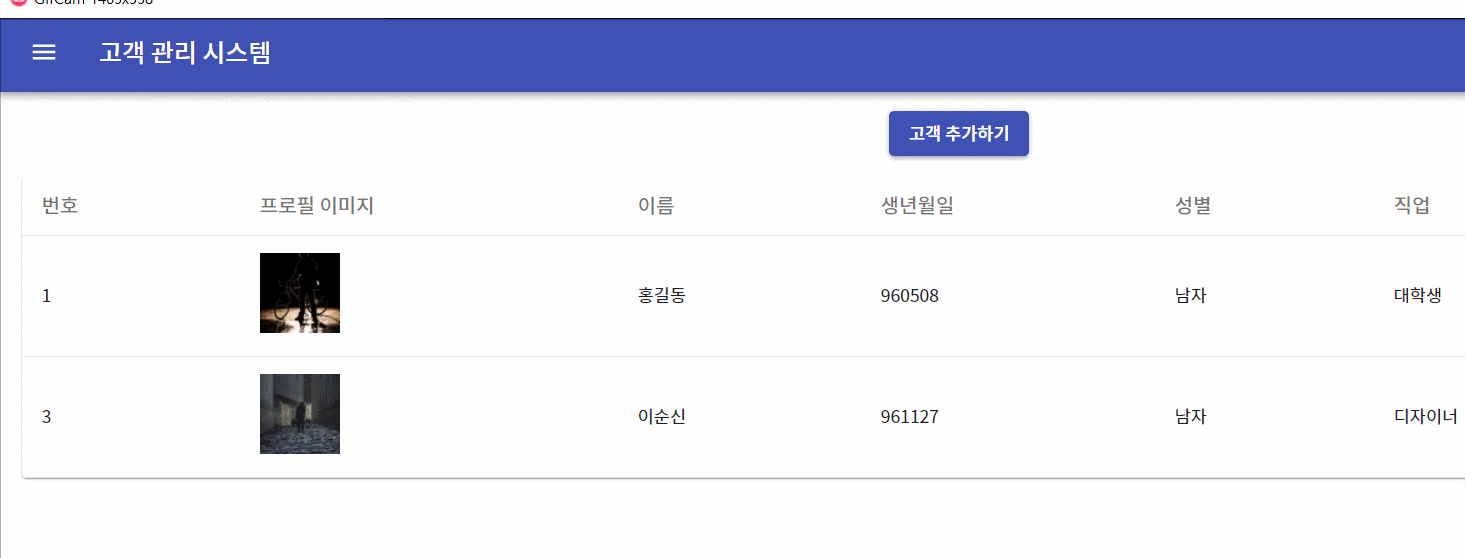 고객 관리 시스템
고객 추가하기
번호 프로필 이미지 이름 생년월일 성별 직업
1 홍길동 960508 남자 대학생
3 이순신 961127 남자 디자이너